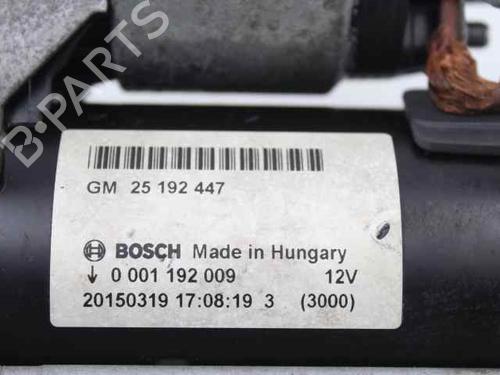 B-PARTS
GM 25 192 447
BOSCH Made in Hungary
↓ 0 001 192 009 12V
20150319 17:08:19 3 (3000)